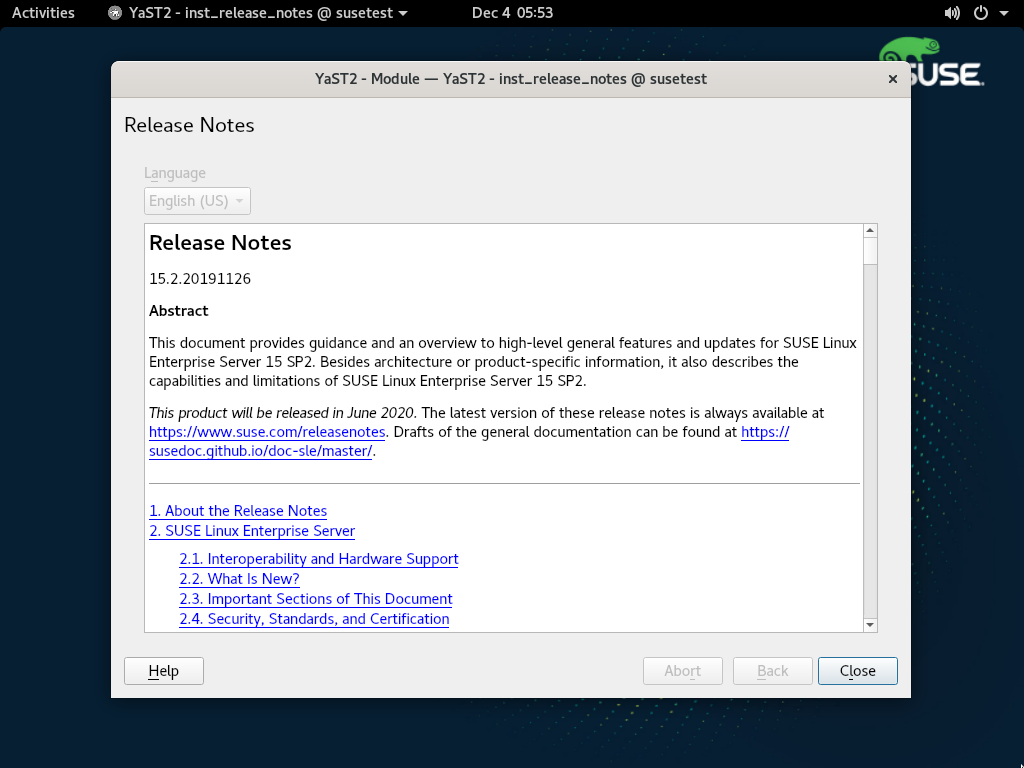 Activities YaST2 - inst_release_notes @ susetest Dec 4 05:53
SUSE.
YaST2 - Module — YaST2 - inst_release_notes @ susetest
Release Notes
Language
English (US)
Release Notes
15.2.20191126
Abstract
This document provides guidance and an overview to high-level general features and updates for SUSE Linux
Enterprise Server 15 SP2. Besides architecture or product-specific information, it also describes the
capabilities and limitations of SUSE Linux Enterprise Server 15 SP2.
This product will be released in June 2020. The latest version of these release notes is always available at
https://www.suse.com/releasenotes. Drafts of the general documentation can be found at https://
susedoc.github.io/doc-sle/master/.
1. About the Release Notes
2. SUSE Linux Enterprise Server
2.1. Interoperability and Hardware Support
2.2. What Is New?
2.3. Important Sections of This Document
2.4. Security, Standards, and Certification
Help Abort Back Close